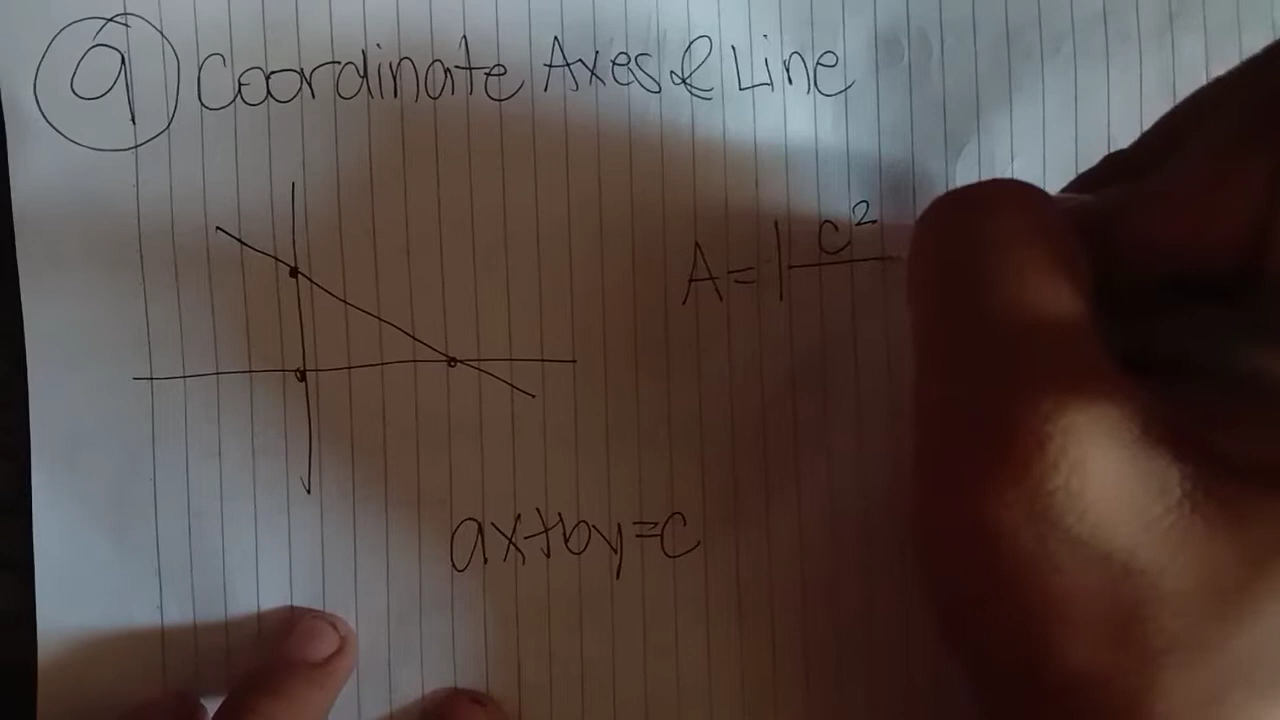 9 Coordinate Axes & Line
A = | c²
ax+by=c